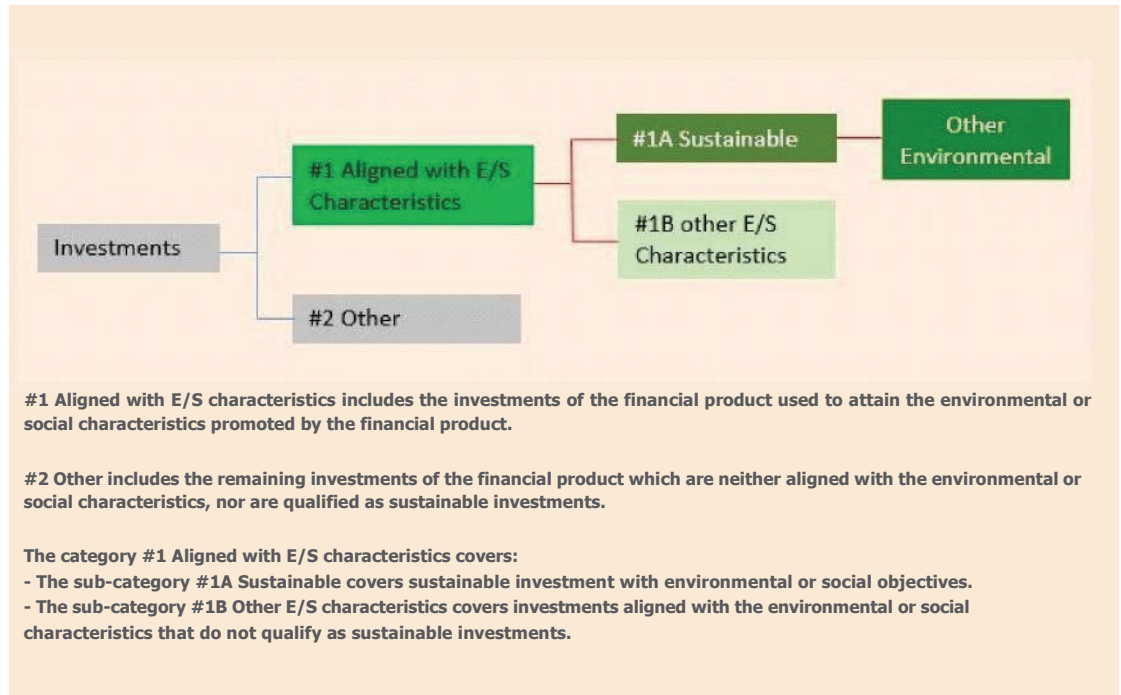 Investments
#1 Aligned with E/S
Characteristics
#2 Other
#1A Sustainable
#1B other E/S
Characteristics
Other
Environmental
#1 Aligned with E/S characteristics includes the investments of the financial product used to attain the environmental or
social characteristics promoted by the financial product.
#2 Other includes the remaining investments of the financial product which are neither aligned with the environmental or
social characteristics, nor are qualified as sustainable investments.
The category #1 Aligned with E/S characteristics covers:
- The sub-category #1A Sustainable covers sustainable investment with environmental or social objectives.
- The sub-category #1B Other E/S characteristics covers investments aligned with the environmental or social
characteristics that do not qualify as sustainable investments.